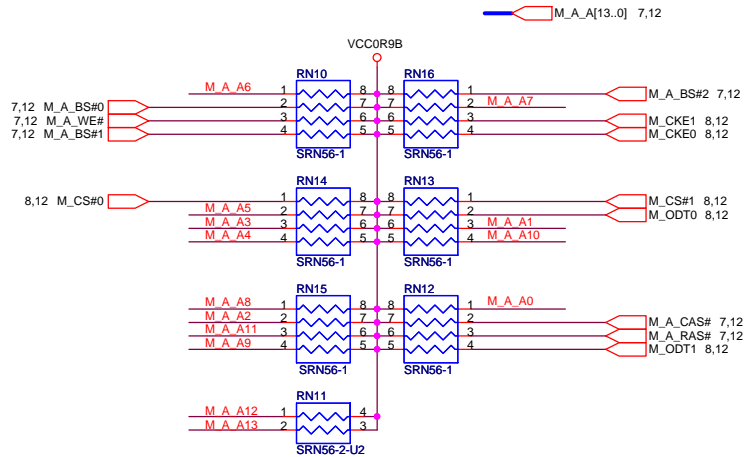 M_A_A[13..0] 7,12
VCC0R9B
RN10 RN16
M_A_A6 1 8 8 1 M_A_BS#2 7,12
7,12 M_A_BS#0 2 7 7 2 M_A_A7
7,12 M_A_WE# 3 6 6 3 M_CKE1 8,12
7,12 M_A_BS#1 4 5 5 4 M_CKE0 8,12
SRN56-1 SRN56-1
RN14 RN13
8,12 M_CS#0 1 8 8 1 M_CS#1 8,12
M_A_A5 2 7 7 2 M_ODT0 8,12
M_A_A3 3 6 6 3 M_A_A1
M_A_A4 4 5 5 4 M_A_A10
SRN56-1 SRN56-1
RN15 RN12
M_A_A8 1 8 8 1 M_A_A0
M_A_A2 2 7 7 2 M_A_CAS# 7,12
M_A_A11 3 6 6 3 M_A_RAS# 7,12
M_A_A9 4 5 5 4 M_ODT1 8,12
SRN56-1 SRN56-1
RN11
M_A_A12 1 4
M_A_A13 2 3
SRN56-2-U2